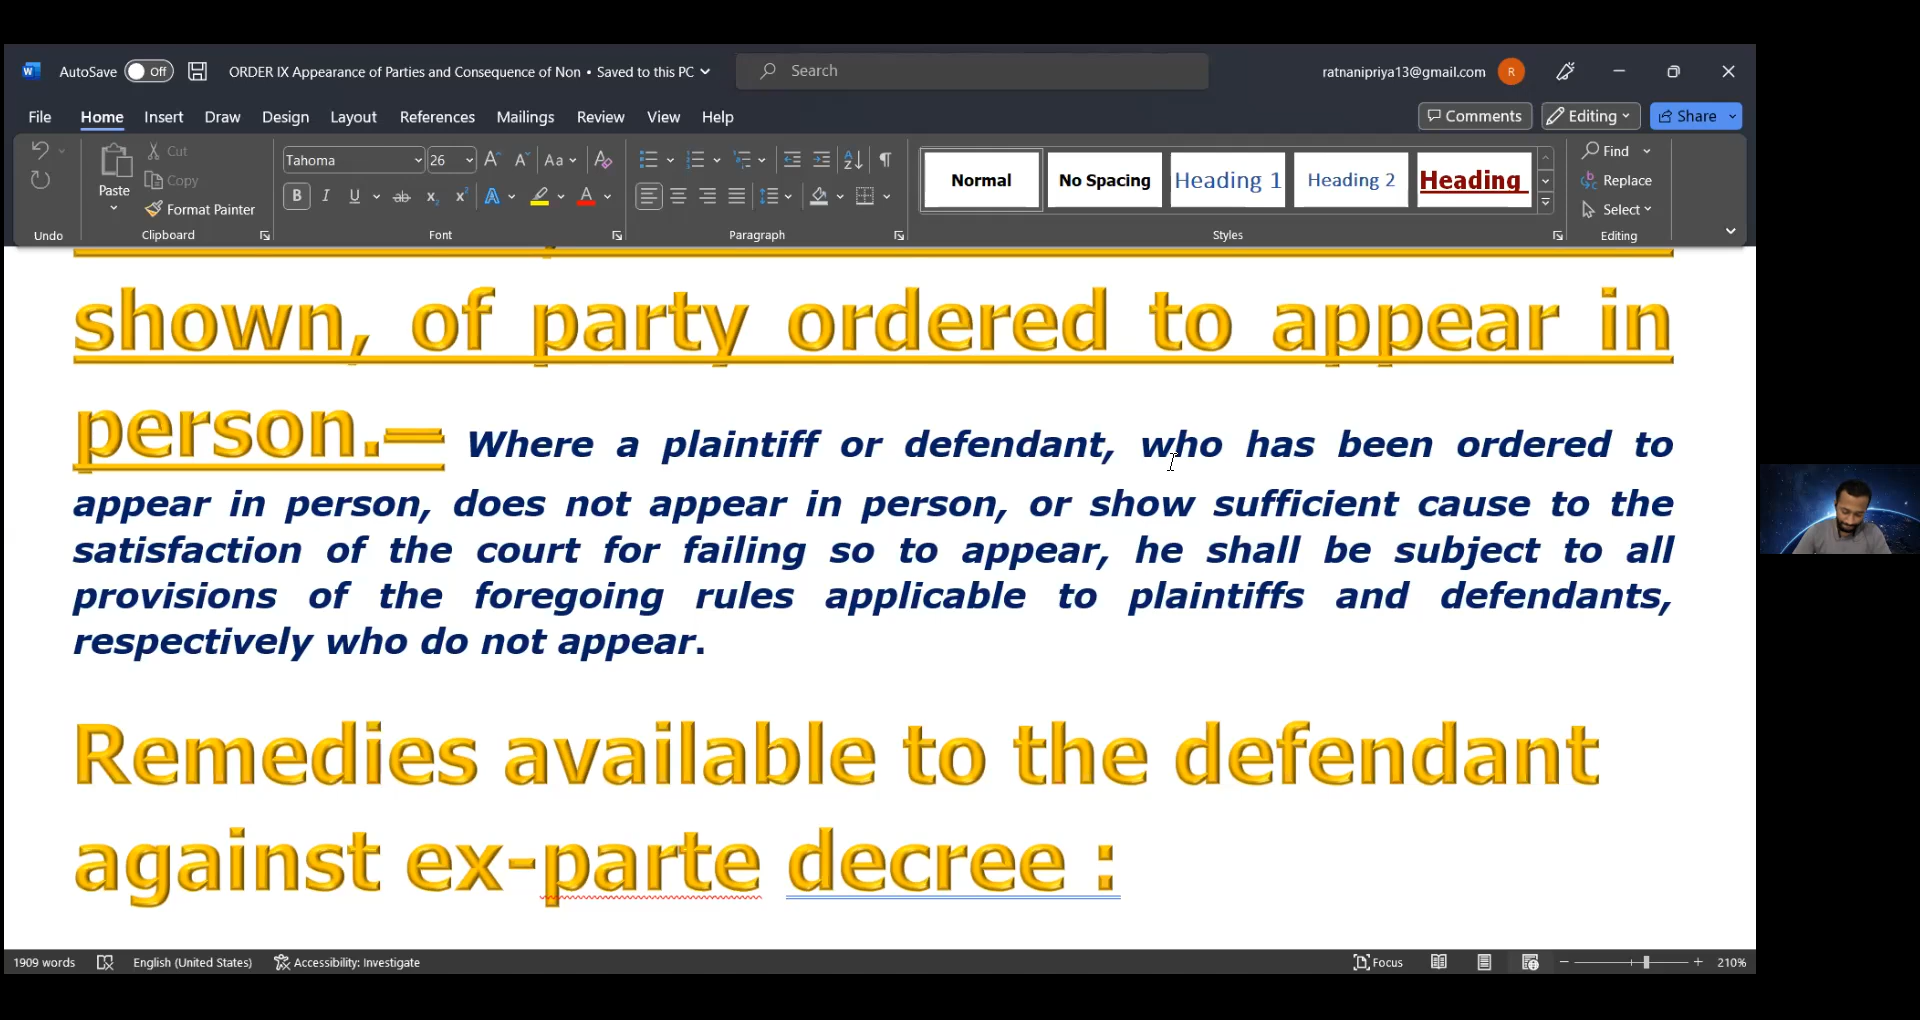 AutoSave Off ORDER IX Appearance of Parties and Consequence of Non • Saved to this PC Search ratnanipriya13@gmail.com R
File Home Insert Draw Design Layout References Mailings Review View Help Comments Editing Share
Paste Cut Copy Format Painter
Tahoma 26 Aa
B I U ab x₂ x² A A
Normal No Spacing Heading 1 Heading 2 Heading
Find Replace Select
Undo Clipboard Font Paragraph Styles Editing
shown, of party ordered to appear in
person.— Where a plaintiff or defendant, who has been ordered to
appear in person, does not appear in person, or show sufficient cause to the
satisfaction of the court for failing so to appear, he shall be subject to all
provisions of the foregoing rules applicable to plaintiffs and defendants,
respectively who do not appear.
Remedies available to the defendant
against ex-parte decree :
1909 words English (United States) Accessibility: Investigate Focus 210%